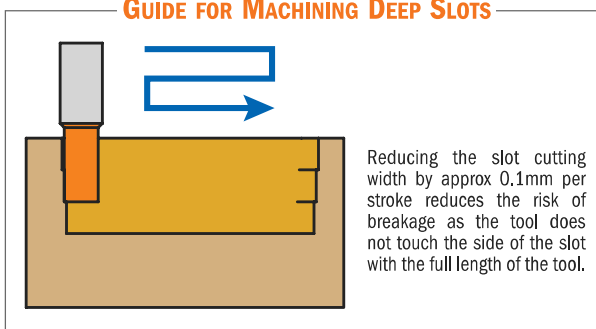 GUIDE FOR MACHINING DEEP SLOTS
Reducing the slot cutting
width by approx 0.1mm per
stroke reduces the risk of
breakage as the tool does
not touch the side of the slot
with the full length of the tool.